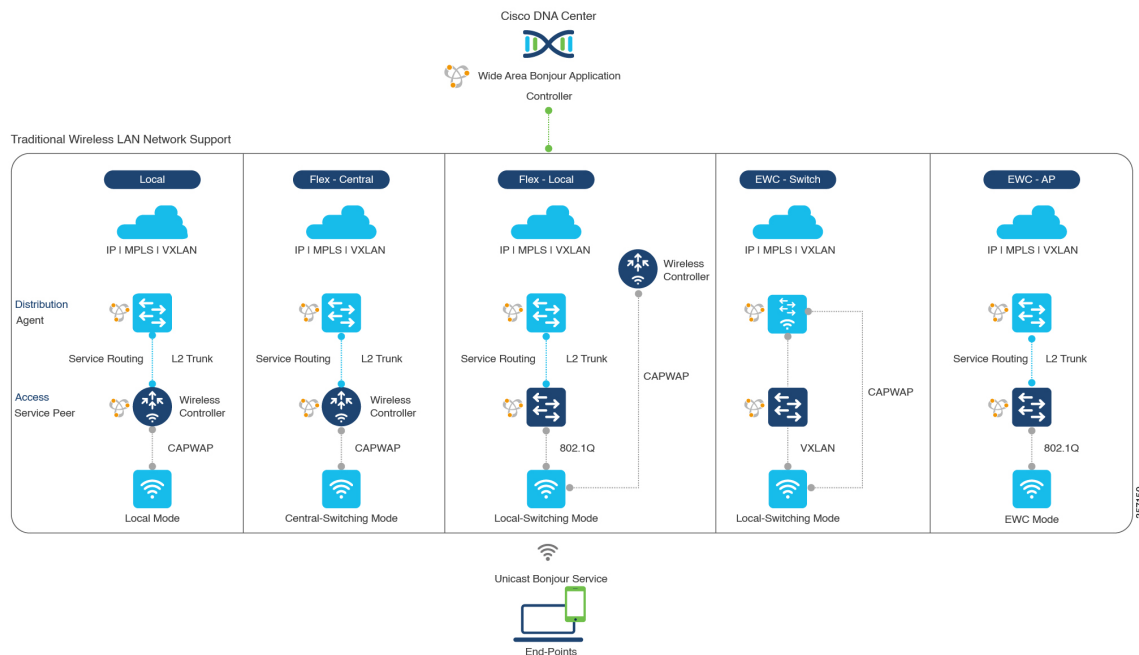 Cisco DNA Center
Wide Area Bonjour Application
Controller
Traditional Wireless LAN Network Support
Local
Flex - Central
Flex - Local
EWC - Switch
EWC - AP
IP I MPLS I VXLAN
IP I MPLS I VXLAN
IP I MPLS I VXLAN
IP I MPLS I VXLAN
IP I MPLS I VXLAN
Wireless
Controller
Distribution
Agent
Service Routing
L2 Trunk
Service Routing
L2 Trunk
Service Routing
L2 Trunk
Service Routing
L2 Trunk
CAPWAP
CAPWAP
Access
Service Peer
Wireless
Controller
Wireless
Controller
CAPWAP
CAPWAP
802.1Q
VXLAN
802.1Q
Local Mode
Central-Switching Mode
Local-Switching Mode
Local-Switching Mode
EWC Mode
Unicast Bonjour Service
End-Points